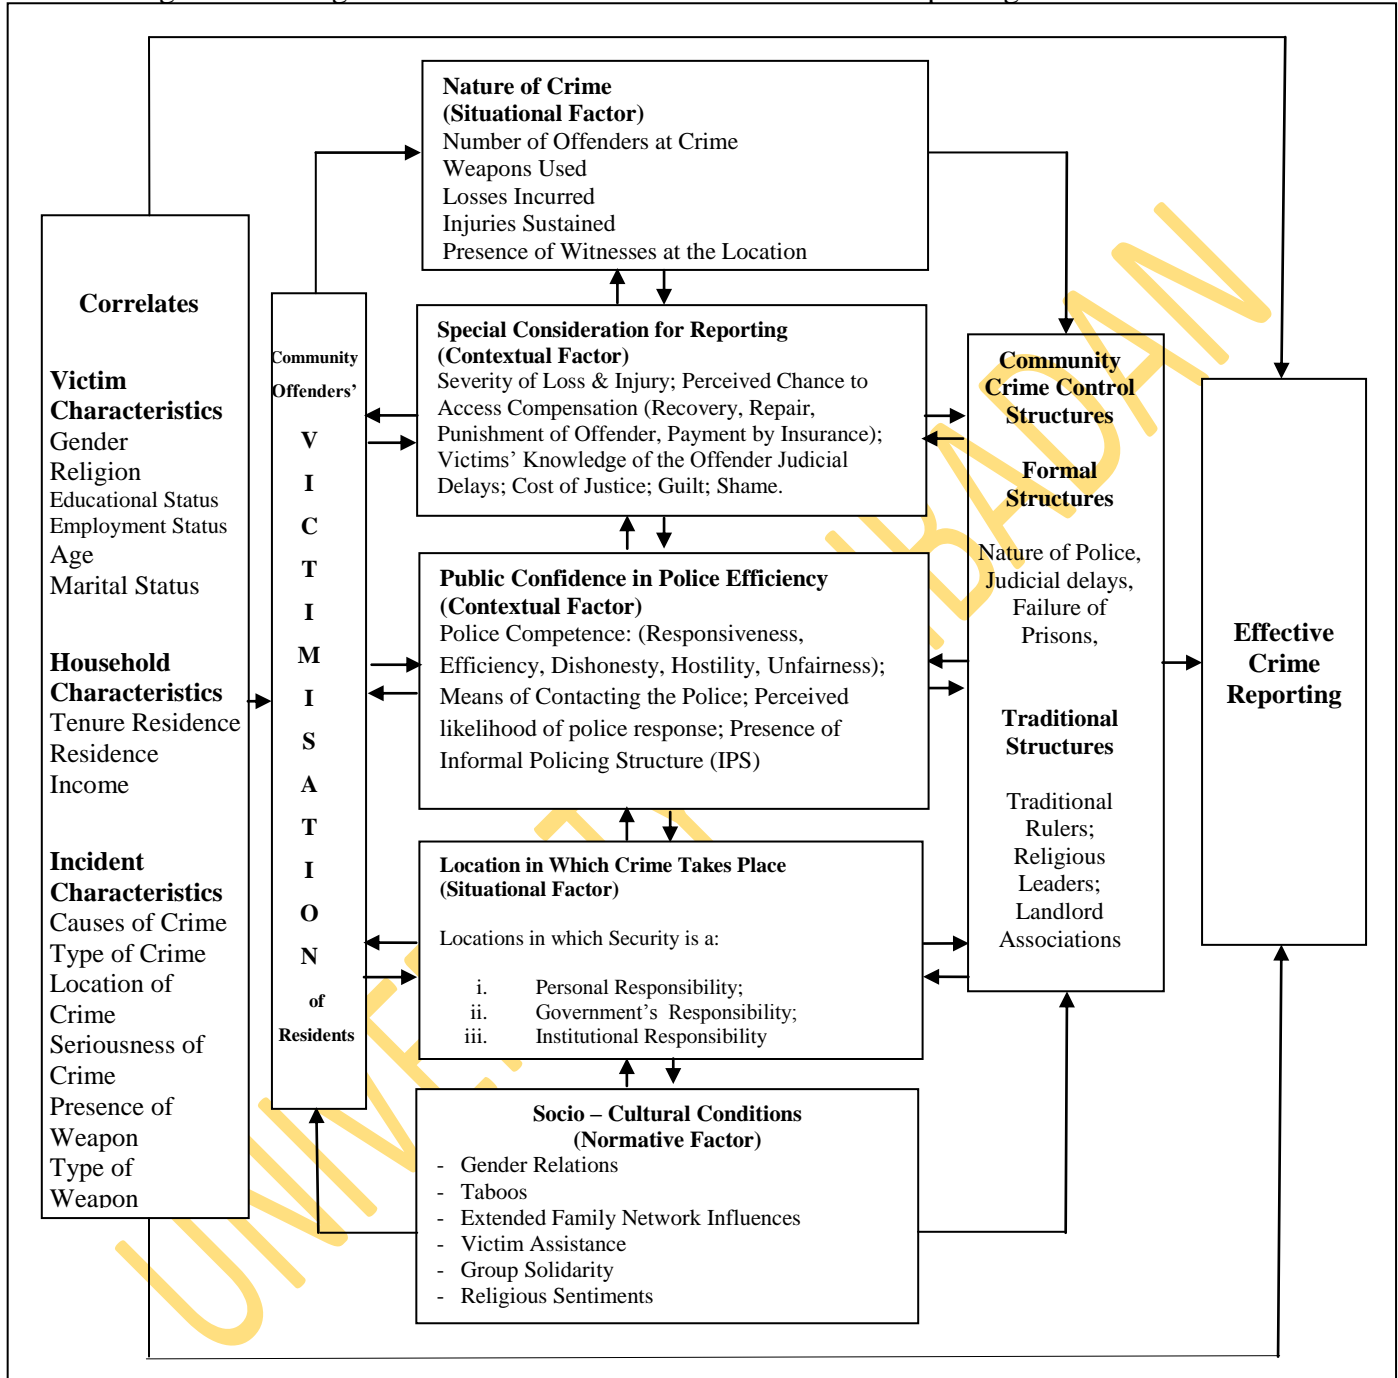 Correlates
Victim
Characteristics
Gender
Religion
Educational Status
Employment Status
Age
Marital Status
Household
Characteristics
Tenure Residence
Residence
Income
Incident
Characteristics
Causes of Crime
Type of Crime
Location of
Crime
Seriousness of
Crime
Presence of
Weapon
Type of
Weapon
Community
Offenders’
V
I
C
T
I
M
I
S
A
T
I
O
N
of
Residents
Nature of Crime
(Situational Factor)
Number of Offenders at Crime
Weapons Used
Losses Incurred
Injuries Sustained
Presence of Witnesses at the Location
Special Consideration for Reporting
(Contextual Factor)
Severity of Loss & Injury; Perceived Chance to
Access Compensation (Recovery, Repair,
Punishment of Offender, Payment by Insurance);
Victims’ Knowledge of the Offender Judicial
Delays; Cost of Justice; Guilt; Shame.
Public Confidence in Police Efficiency
(Contextual Factor)
Police Competence: (Responsiveness,
Efficiency, Dishonesty, Hostility, Unfairness);
Means of Contacting the Police; Perceived
likelihood of police response; Presence of
Informal Policing Structure (IPS)
Location in Which Crime Takes Place
(Situational Factor)
Locations in which Security is a:
i. Personal Responsibility;
ii. Government’s Responsibility;
iii. Institutional Responsibility
Socio – Cultural Conditions
(Normative Factor)
- Gender Relations
- Taboos
- Extended Family Network Influences
- Victim Assistance
- Group Solidarity
- Religious Sentiments
Community
Crime Control
Structures
Formal
Structures
Nature of Police,
Judicial delays,
Failure of
Prisons,
Traditional
Structures
Traditional
Rulers;
Religious
Leaders;
Landlord
Associations
Effective
Crime
Reporting